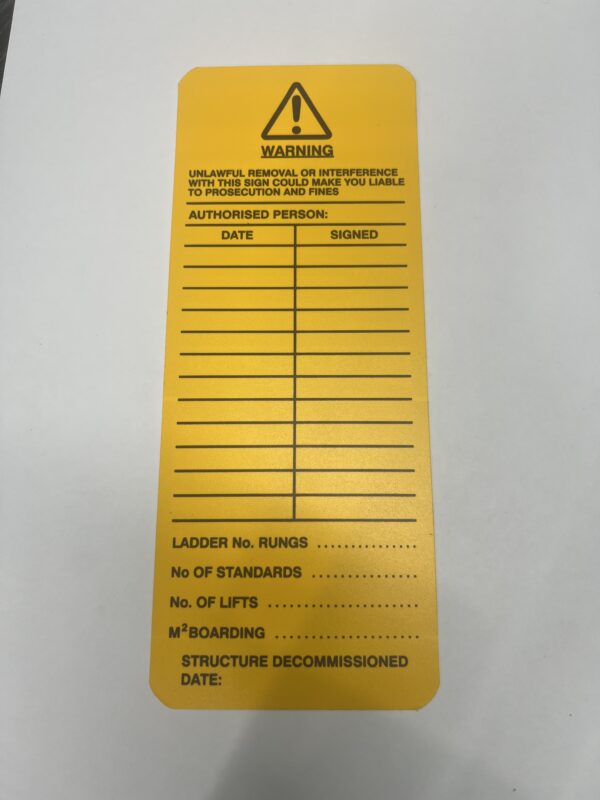 WARNING
UNLAWFUL REMOVAL OR INTERFERENCE
WITH THIS SIGN COULD MAKE YOU LIABLE
TO PROSECUTION AND FINES
AUTHORISED PERSON:
DATE SIGNED
LADDER No. RUNGS ...............
No OF STANDARDS ...............
No. OF LIFTS ......................
M²BOARDING .....................
STRUCTURE DECOMMISSIONED
DATE: